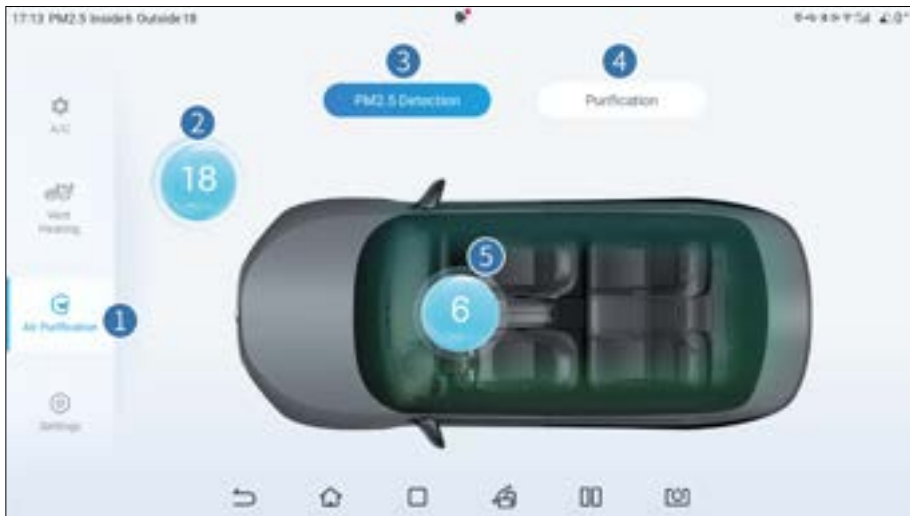 17:13 PM2.5 Inside6 Outside18
3
4
PM2.5 Detection
Purification
A/C
2
18
Vent
Heating
5
6
Air Purification
1
Settings